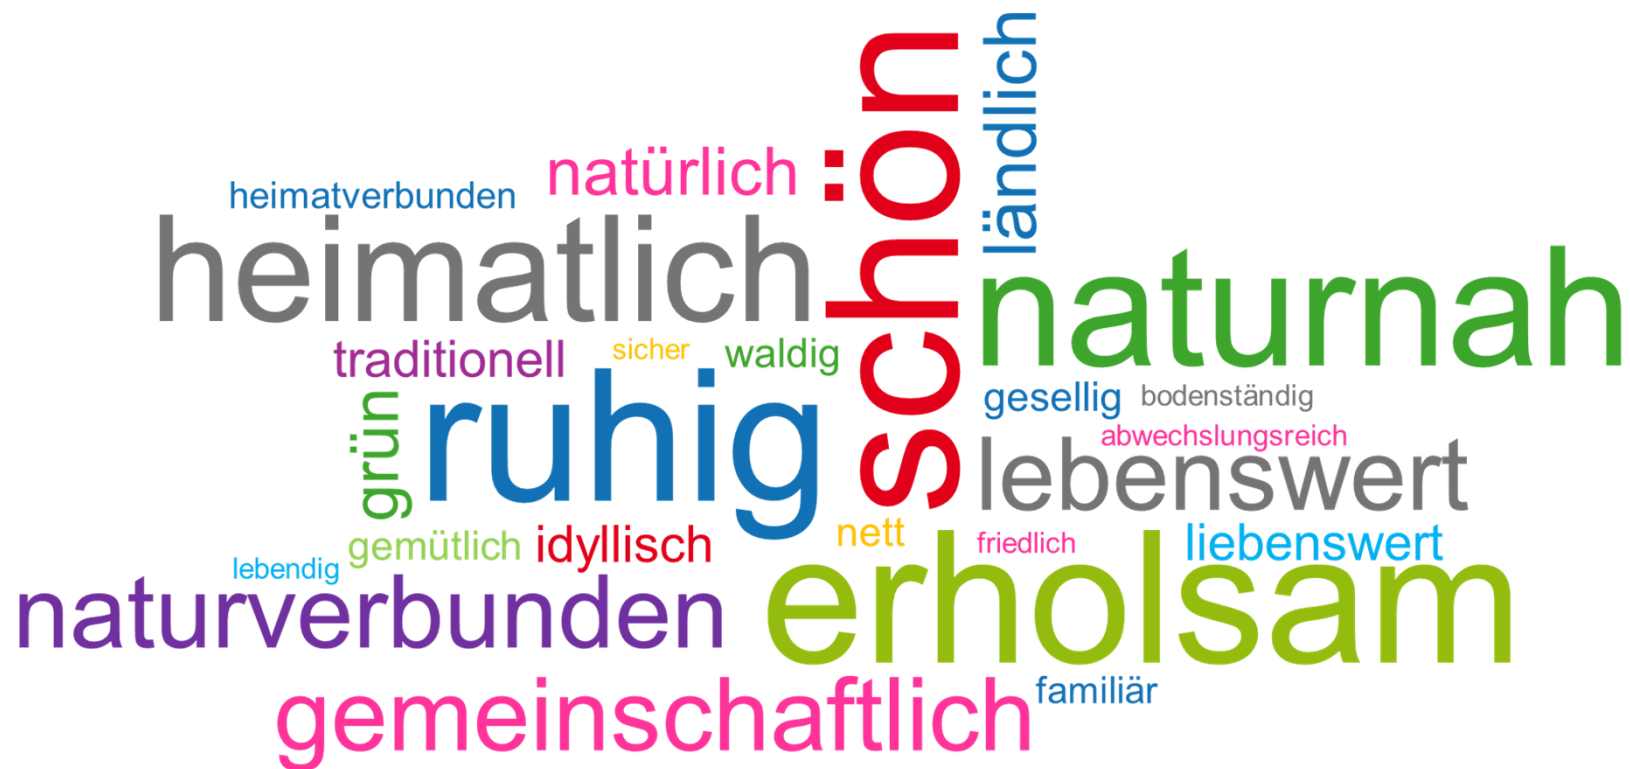 schön
ländlich
natürlich
heimatverbunden
heimatlich
naturnah
traditionell
sicher
waldig
grün
ruhig
gesellig
bodenständig
abwechslungsreich
lebenswert
gemütlich
idyllisch
nett
friedlich
liebenswert
lebendig
naturverbunden
erholsam
gemeinschaftlich
familiär